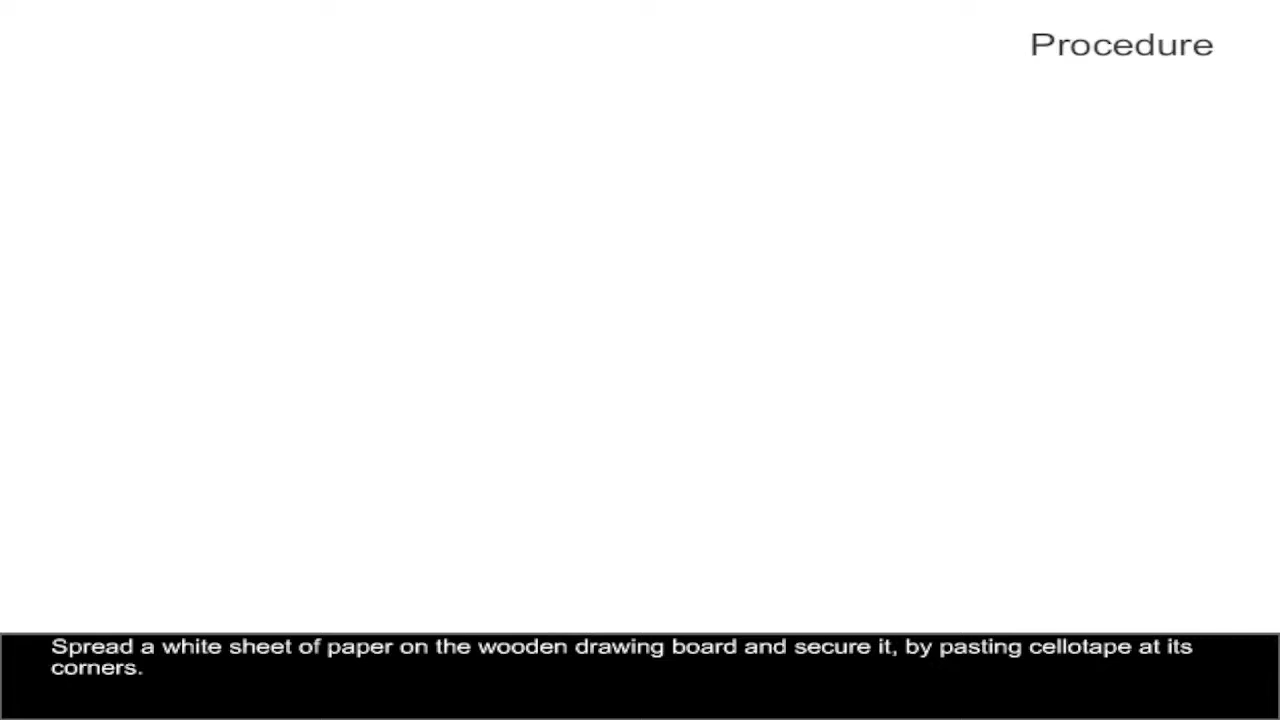 Procedure
Spread a white sheet of paper on the wooden drawing board and secure it, by pasting cellotape at its
corners.